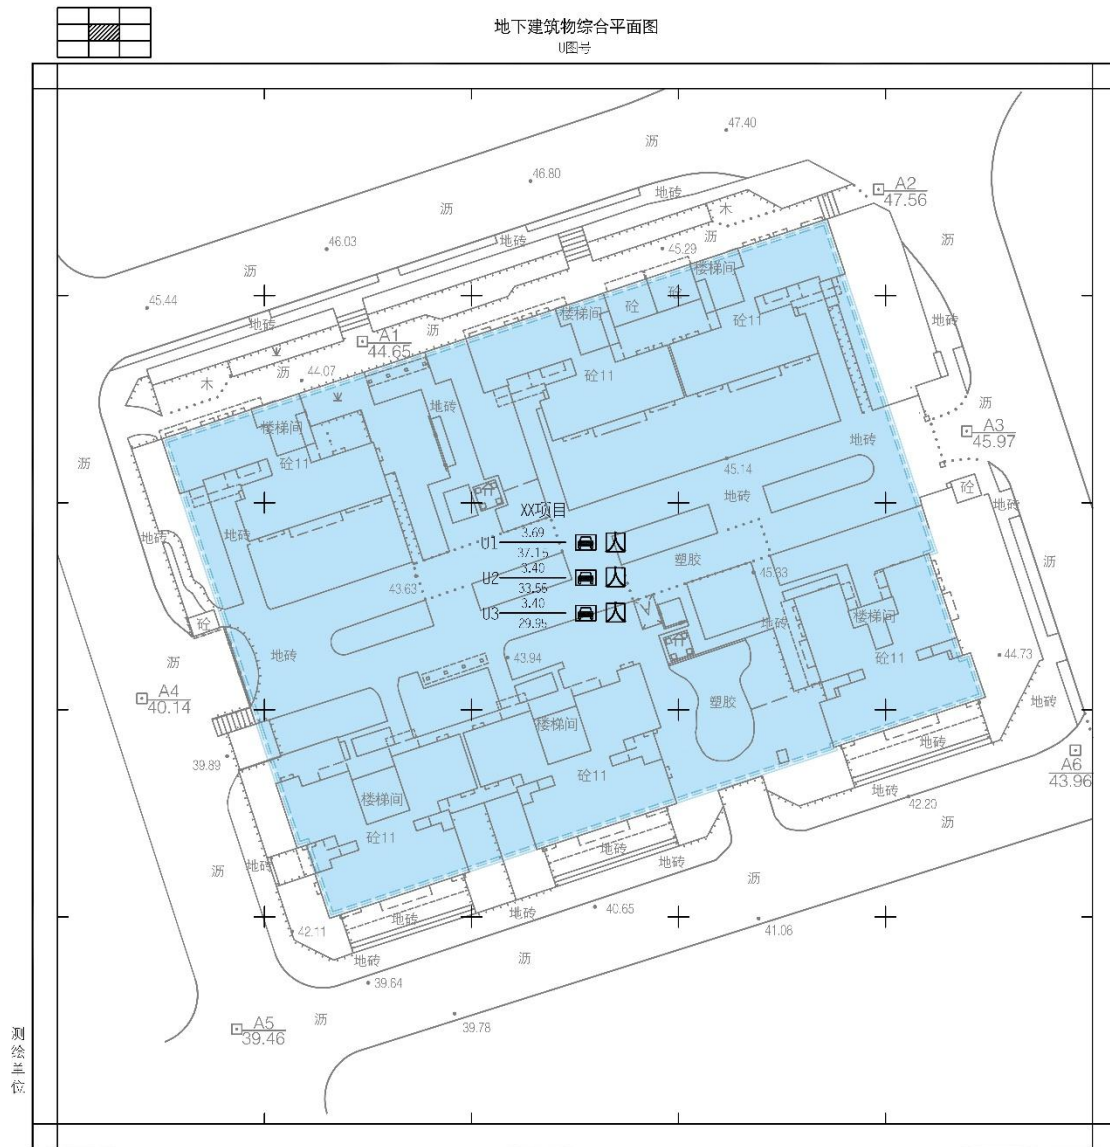 地下建筑物综合平面图
U图号
47.40
沥
46.80
地砖
A2
47.56
沥
木
46.03
地砖
沥
沥
45.29
沥
楼梯间
45.44
砼
砼
地砖
楼梯间
砼11
地砖
沥
A1
44.65
沥
44.07
砼11
木
沥
地砖
A3
45.97
楼梯间
地砖
沥
砼11
45.14
砼
地砖
地砖
XX项目
地砖
地砖
U1
3.69
37.15
U2
3.40
33.55
U3
3.40
29.95
塑胶
沥
43.63
45.33
砼
地砖
楼梯间
地砖
43.94
砼11
44.73
沥
A4
40.14
塑胶
地砖
楼梯间
地砖
39.89
A6
43.96
砼11
楼梯间
地砖
42.20
沥
砼11
地砖
地砖
沥
地砖
沥
地砖
地砖
40.65
41.06
42.11
地砖
沥
39.64
39.78
A5
39.46
沥
测绘单位